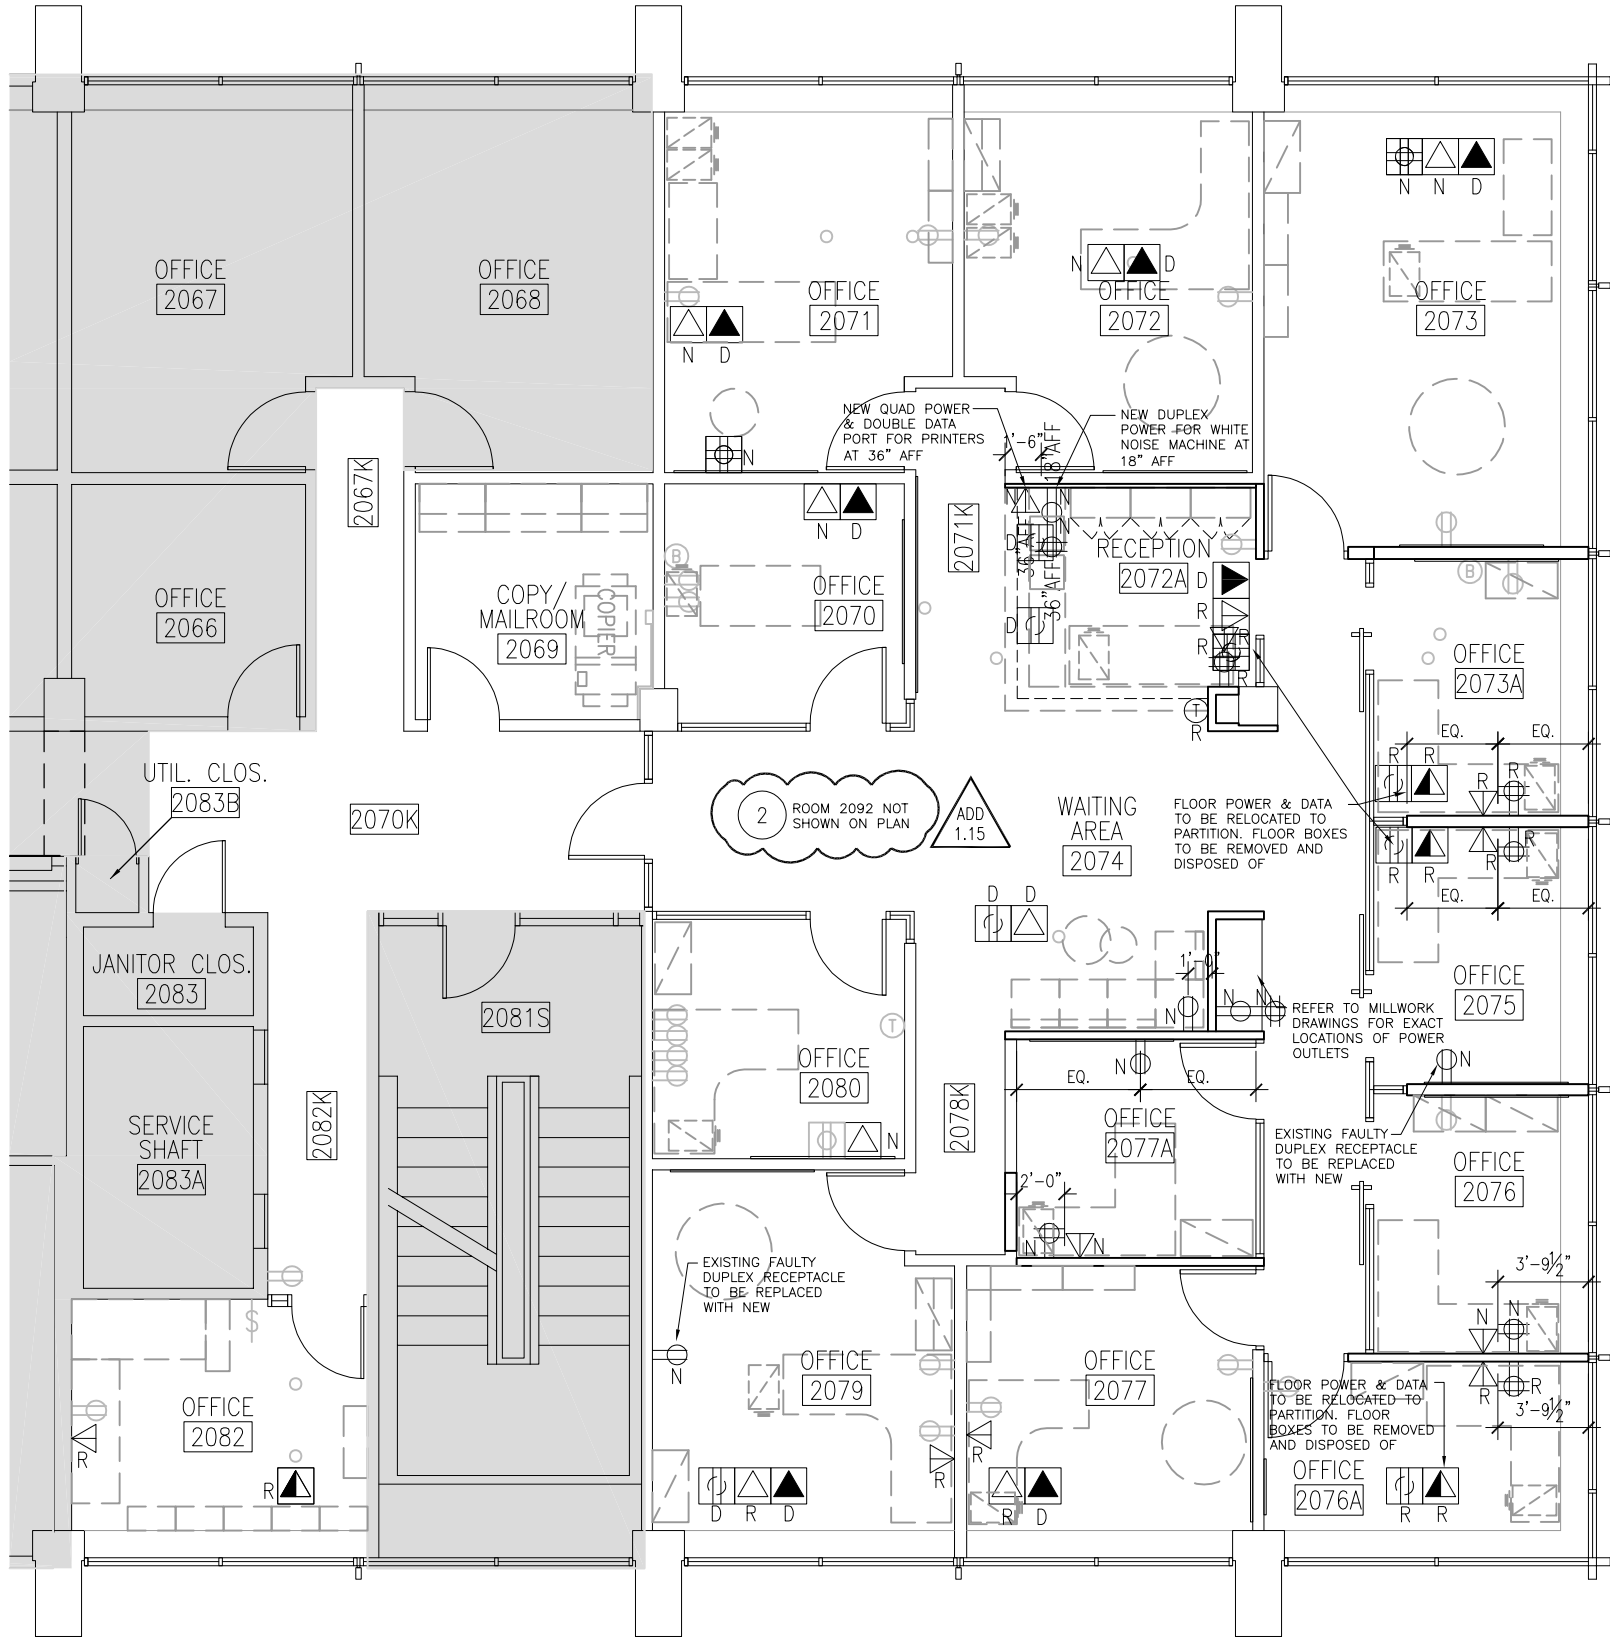 OFFICE
2067
OFFICE
2068
OFFICE
2071
N D
N
OFFICE
2072
N
D
OFFICE
2073
N N D
NEW QUAD POWER
& DOUBLE DATA
PORT FOR PRINTERS
AT 36" AFF
1'-6"
18" AFF
NEW DUPLEX
POWER FOR WHITE
NOISE MACHINE AT
18" AFF
2067K
OFFICE
2066
COPY/
MAILROOM
2069
COPIER
N D
B
OFFICE
2070
2071K
N
N
N
D
D
36" AFF
36" AFF
RECEPTION
2072A
D
R
R
R
R
T
R
B
OFFICE
2073A
EQ.
EQ.
R R
R
R
UTIL. CLOS.
2083B
2070K
2
ROOM 2092 NOT
SHOWN ON PLAN
ADD
1.15
WAITING
AREA
2074
FLOOR POWER & DATA
TO BE RELOCATED TO
PARTITION. FLOOR BOXES
TO BE REMOVED AND
DISPOSED OF
R R
R
R
EQ.
EQ.
D D
JANITOR CLOS.
2083
2081S
T
OFFICE
2080
N
1'-0"
N
N
N
REFER TO MILLWORK
DRAWINGS FOR EXACT
LOCATIONS OF POWER
OUTLETS
OFFICE
2075
N
SERVICE
SHAFT
2083A
2082K
2078K
N
EQ.
EQ.
OFFICE
2077A
2'-0"
N
N
EXISTING FAULTY
DUPLEX RECEPTACLE
TO BE REPLACED
WITH NEW
OFFICE
2076
3'-9½"
N
N
EXISTING FAULTY
DUPLEX RECEPTACLE
TO BE REPLACED
WITH NEW
N
$
OFFICE
2082
R
R
OFFICE
2079
D R D
R
OFFICE
2077
R
R D
FLOOR POWER & DATA
TO BE RELOCATED TO
PARTITION. FLOOR
BOXES TO BE REMOVED
AND DISPOSED OF
R
R
3'-9½"
OFFICE
2076A
R R